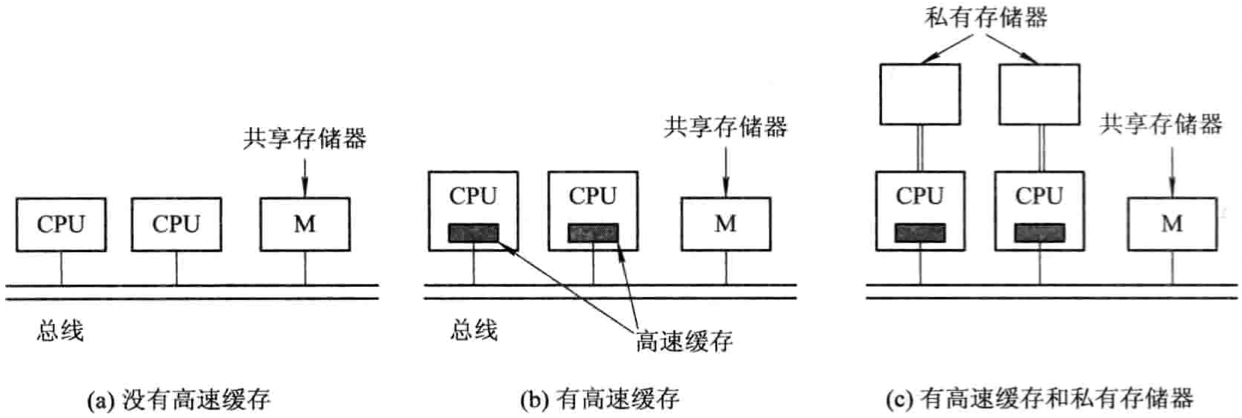 私有存储器
共享存储器
共享存储器
共享存储器
CPU CPU M
CPU CPU M
CPU CPU M
总线
总线
高速缓存
(a) 没有高速缓存
(b) 有高速缓存
(c) 有高速缓存和私有存储器